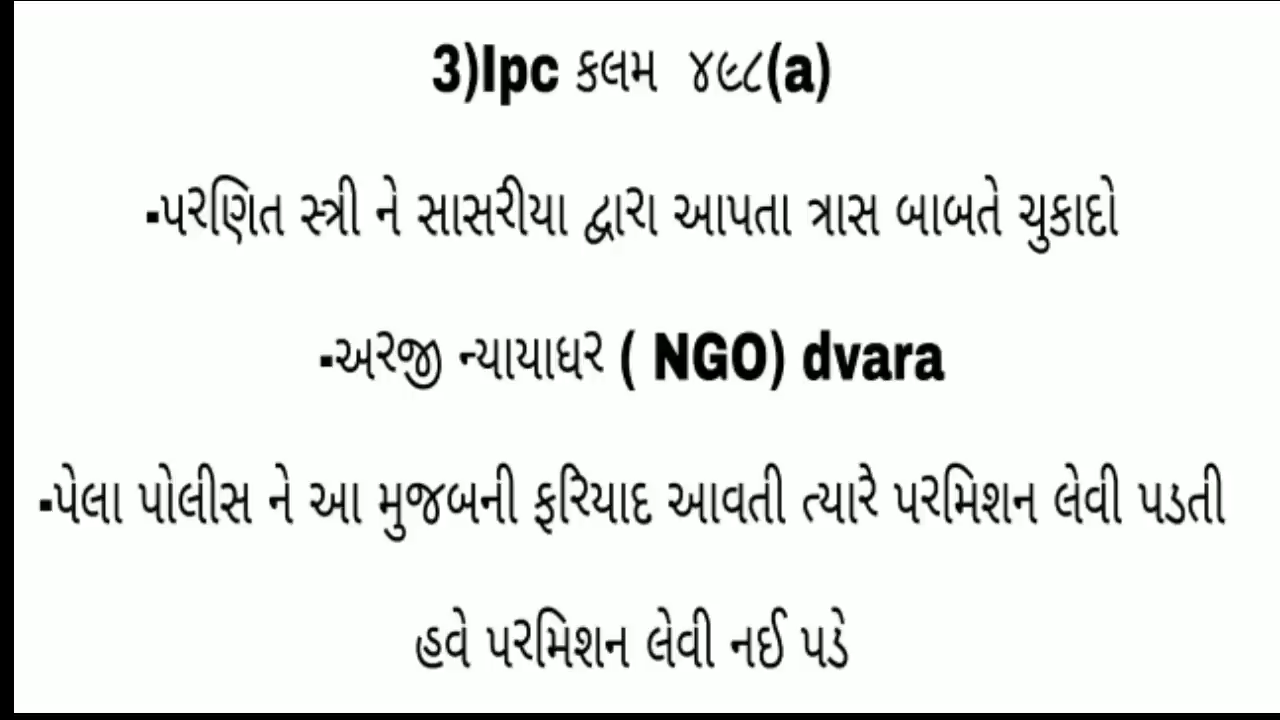 3)Ipc કલમ ૪૯૮(a)
-પરણિત સ્ત્રી ને સાસરીયા દ્વારા આપતા ત્રાસ બાબતે ચુકાદો
-અરજી ન્યાયાધર ( NGO) dvara
-પેલા પોલીસ ને આ મુજબની ફરિયાદ આવતી ત્યારે પરમિશન લેવી પડતી
હવે પરમિશન લેવી નઈ પડે